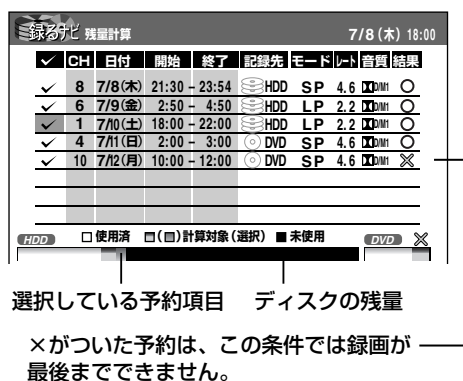 録るナビ 残量計算 7/8(木) 18:00
✓ CH 日付 開始 終了 記録先 モード ﾚｰﾄ 音質 結果
✓ 8 7/8(木) 21:30 – 23:54 HDD SP 4.6 D/M1 ○
✓ 6 7/9(金) 2:50 – 4:50 HDD LP 2.2 D/M1 ○
✓ 1 7/10(土) 18:00 – 22:00 HDD LP 2.2 D/M1 ○
✓ 4 7/11(日) 2:00 – 3:00 DVD SP 4.6 D/M1 ○
✓ 10 7/12(月) 10:00 – 12:00 DVD SP 4.6 D/M1 ×
HDD □使用済 □(□)計算対象(選択) ■未使用 DVD ×
選択している予約項目 ディスクの残量
×がついた予約は、この条件では録画が
最後までできません。